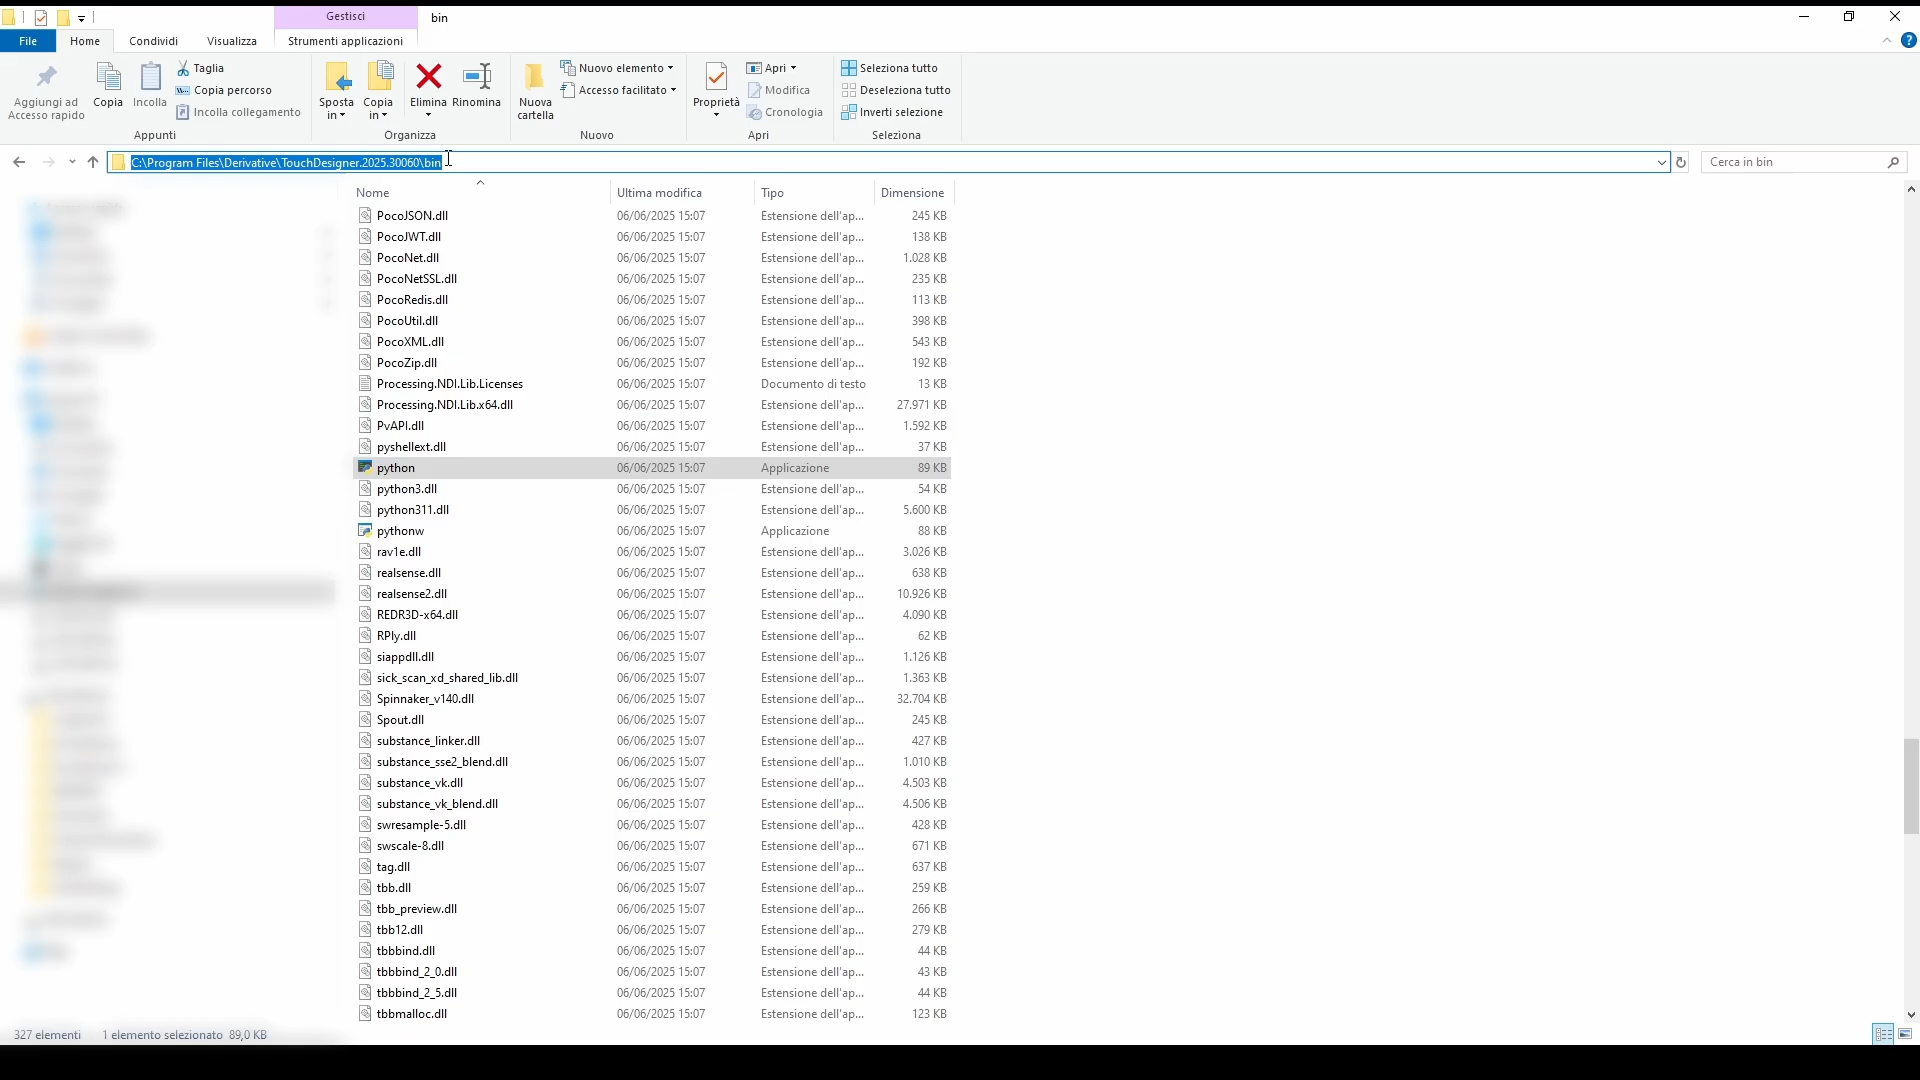 Gestisci
bin
File
Home
Condividi
Visualizza
Strumenti applicazioni
Aggiungi ad
Accesso rapido
Copia
Incolla
Taglia
Copia percorso
Incolla collegamento
Appunti
Sposta
in
Copia
in
Elimina
Rinomina
Organizza
Nuova
cartella
Nuovo elemento
Accesso facilitato
Nuovo
Proprietà
Apri
Modifica
Cronologia
Apri
Seleziona tutto
Deseleziona tutto
Inverti selezione
Seleziona
C:\Program Files\Derivative\TouchDesigner.2025.30060\bin
Cerca in bin
Nome Ultima modifica Tipo Dimensione
PocoJSON.dll 06/06/2025 15:07 Estensione dell'ap... 245 KB
PocoJWT.dll 06/06/2025 15:07 Estensione dell'ap... 138 KB
PocoNet.dll 06/06/2025 15:07 Estensione dell'ap... 1.028 KB
PocoNetSSL.dll 06/06/2025 15:07 Estensione dell'ap... 235 KB
PocoRedis.dll 06/06/2025 15:07 Estensione dell'ap... 113 KB
PocoUtil.dll 06/06/2025 15:07 Estensione dell'ap... 398 KB
PocoXML.dll 06/06/2025 15:07 Estensione dell'ap... 543 KB
PocoZip.dll 06/06/2025 15:07 Estensione dell'ap... 192 KB
Processing.NDI.Lib.Licenses 06/06/2025 15:07 Documento di testo 13 KB
Processing.NDI.Lib.x64.dll 06/06/2025 15:07 Estensione dell'ap... 27.971 KB
PvAPI.dll 06/06/2025 15:07 Estensione dell'ap... 1.592 KB
pyshellext.dll 06/06/2025 15:07 Estensione dell'ap... 37 KB
python 06/06/2025 15:07 Applicazione 89 KB
python3.dll 06/06/2025 15:07 Estensione dell'ap... 54 KB
python311.dll 06/06/2025 15:07 Estensione dell'ap... 5.600 KB
pythonw 06/06/2025 15:07 Applicazione 88 KB
rav1e.dll 06/06/2025 15:07 Estensione dell'ap... 3.026 KB
realsense.dll 06/06/2025 15:07 Estensione dell'ap... 638 KB
realsense2.dll 06/06/2025 15:07 Estensione dell'ap... 10.926 KB
REDR3D-x64.dll 06/06/2025 15:07 Estensione dell'ap... 4.090 KB
RPly.dll 06/06/2025 15:07 Estensione dell'ap... 62 KB
siappdll.dll 06/06/2025 15:07 Estensione dell'ap... 1.126 KB
sick_scan_xd_shared_lib.dll 06/06/2025 15:07 Estensione dell'ap... 1.363 KB
Spinnaker_v140.dll 06/06/2025 15:07 Estensione dell'ap... 32.704 KB
Spout.dll 06/06/2025 15:07 Estensione dell'ap... 245 KB
substance_linker.dll 06/06/2025 15:07 Estensione dell'ap... 427 KB
substance_sse2_blend.dll 06/06/2025 15:07 Estensione dell'ap... 1.010 KB
substance_vk.dll 06/06/2025 15:07 Estensione dell'ap... 4.503 KB
substance_vk_blend.dll 06/06/2025 15:07 Estensione dell'ap... 4.506 KB
swresample-5.dll 06/06/2025 15:07 Estensione dell'ap... 428 KB
swscale-8.dll 06/06/2025 15:07 Estensione dell'ap... 671 KB
tag.dll 06/06/2025 15:07 Estensione dell'ap... 637 KB
tbb.dll 06/06/2025 15:07 Estensione dell'ap... 259 KB
tbb_preview.dll 06/06/2025 15:07 Estensione dell'ap... 266 KB
tbb12.dll 06/06/2025 15:07 Estensione dell'ap... 279 KB
tbbbind.dll 06/06/2025 15:07 Estensione dell'ap... 44 KB
tbbbind_2_0.dll 06/06/2025 15:07 Estensione dell'ap... 43 KB
tbbbind_2_5.dll 06/06/2025 15:07 Estensione dell'ap... 44 KB
tbbmalloc.dll 06/06/2025 15:07 Estensione dell'ap... 123 KB
327 elementi 1 elemento selezionato 89,0 KB